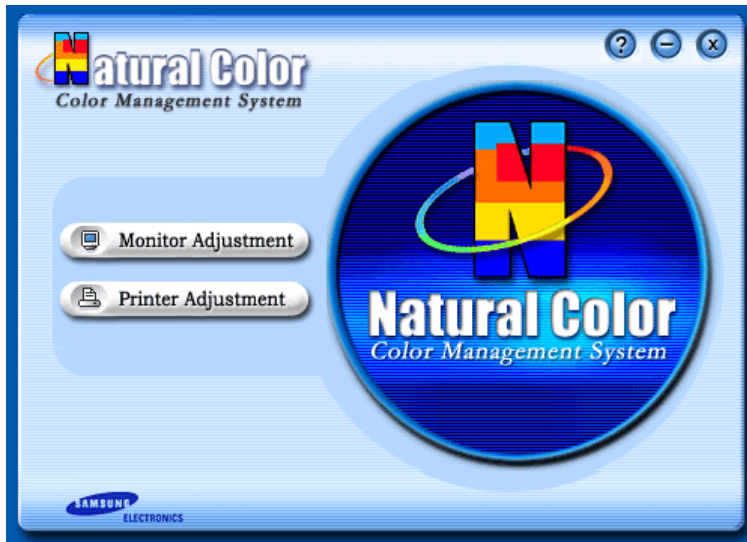 Natural Color
Color Management System
? – x
Monitor Adjustment
Printer Adjustment
N
Natural Color
Color Management System
SAMSUNG
ELECTRONICS